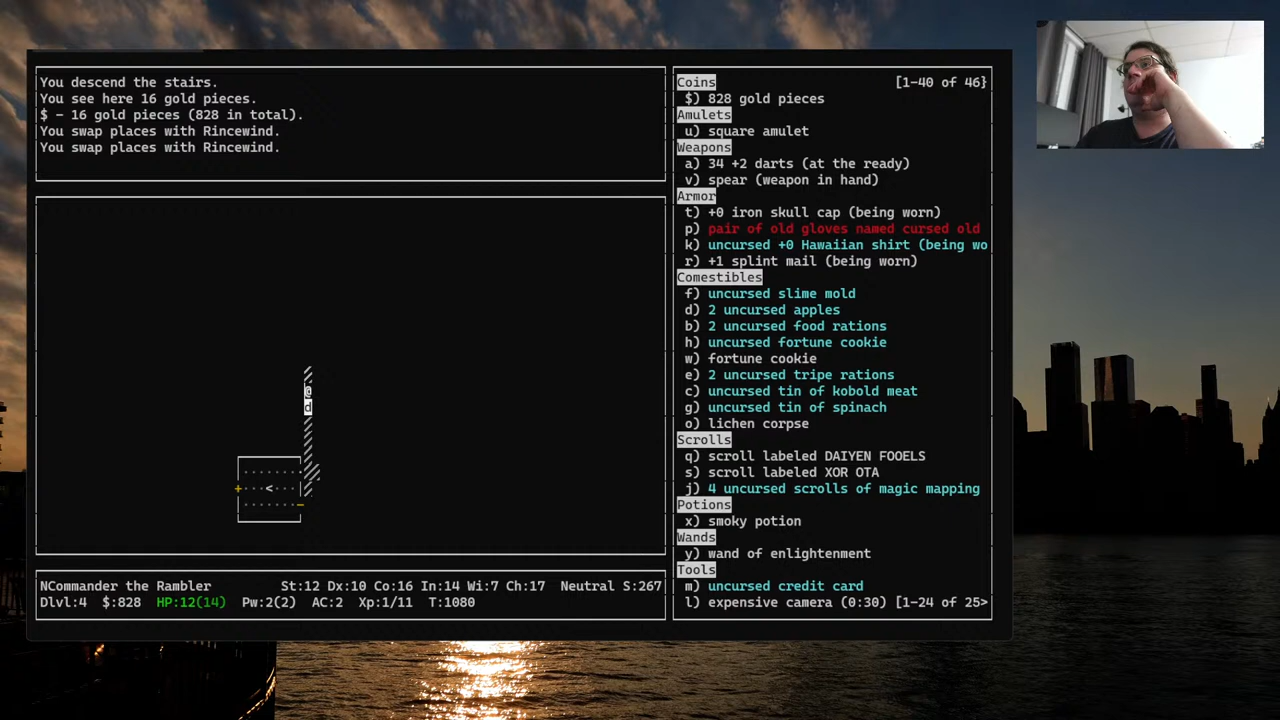 You descend the stairs.
You see here 16 gold pieces.
$ - 16 gold pieces (828 in total).
You swap places with Rincewind.
You swap places with Rincewind.
@
d
+···<···
NCommander the Rambler St:12 Dx:10 Co:16 In:14 Wi:7 Ch:17 Neutral S:267
Dlvl:4 $:828 HP:12(14) Pw:2(2) AC:2 Xp:1/11 T:1080
Coins [1-40 of 46}
$) 828 gold pieces
Amulets
u) square amulet
Weapons
a) 34 +2 darts (at the ready)
v) spear (weapon in hand)
Armor
t) +0 iron skull cap (being worn)
p) pair of old gloves named cursed old
k) uncursed +0 Hawaiian shirt (being wo
r) +1 splint mail (being worn)
Comestibles
f) uncursed slime mold
d) 2 uncursed apples
b) 2 uncursed food rations
h) uncursed fortune cookie
w) fortune cookie
e) 2 uncursed tripe rations
c) uncursed tin of kobold meat
g) uncursed tin of spinach
o) lichen corpse
Scrolls
q) scroll labeled DAIYEN FOOELS
s) scroll labeled XOR OTA
j) 4 uncursed scrolls of magic mapping
Potions
x) smoky potion
Wands
y) wand of enlightenment
Tools
m) uncursed credit card
l) expensive camera (0:30) [1-24 of 25>